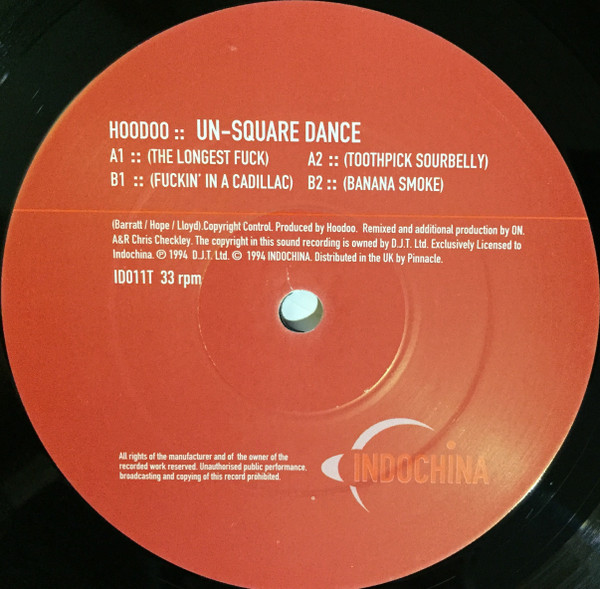 HOODOO :: UN-SQUARE DANCE
A1 :: (THE LONGEST FUCK) A2 :: (TOOTHPICK SOURBELLY)
B1 :: (FUCKIN' IN A CADILLAC) B2 :: (BANANA SMOKE)
(Barratt / Hope / Lloyd).Copyright Control. Produced by Hoodoo. Remixed and additional production by ON.
A&R Chris Checkley. The copyright in this sound recording is owned by D.J.T. Ltd. Exclusively Licensed to
Indochina. ℗ 1994 D.J.T. Ltd. © 1994 INDOCHINA. Distributed in the UK by Pinnacle.
ID011T 33 rpm
All rights of the manufacturer and of the owner of the
recorded work reserved. Unauthorised public performance,
broadcasting and copying of this record prohibited.
INDOCHINA